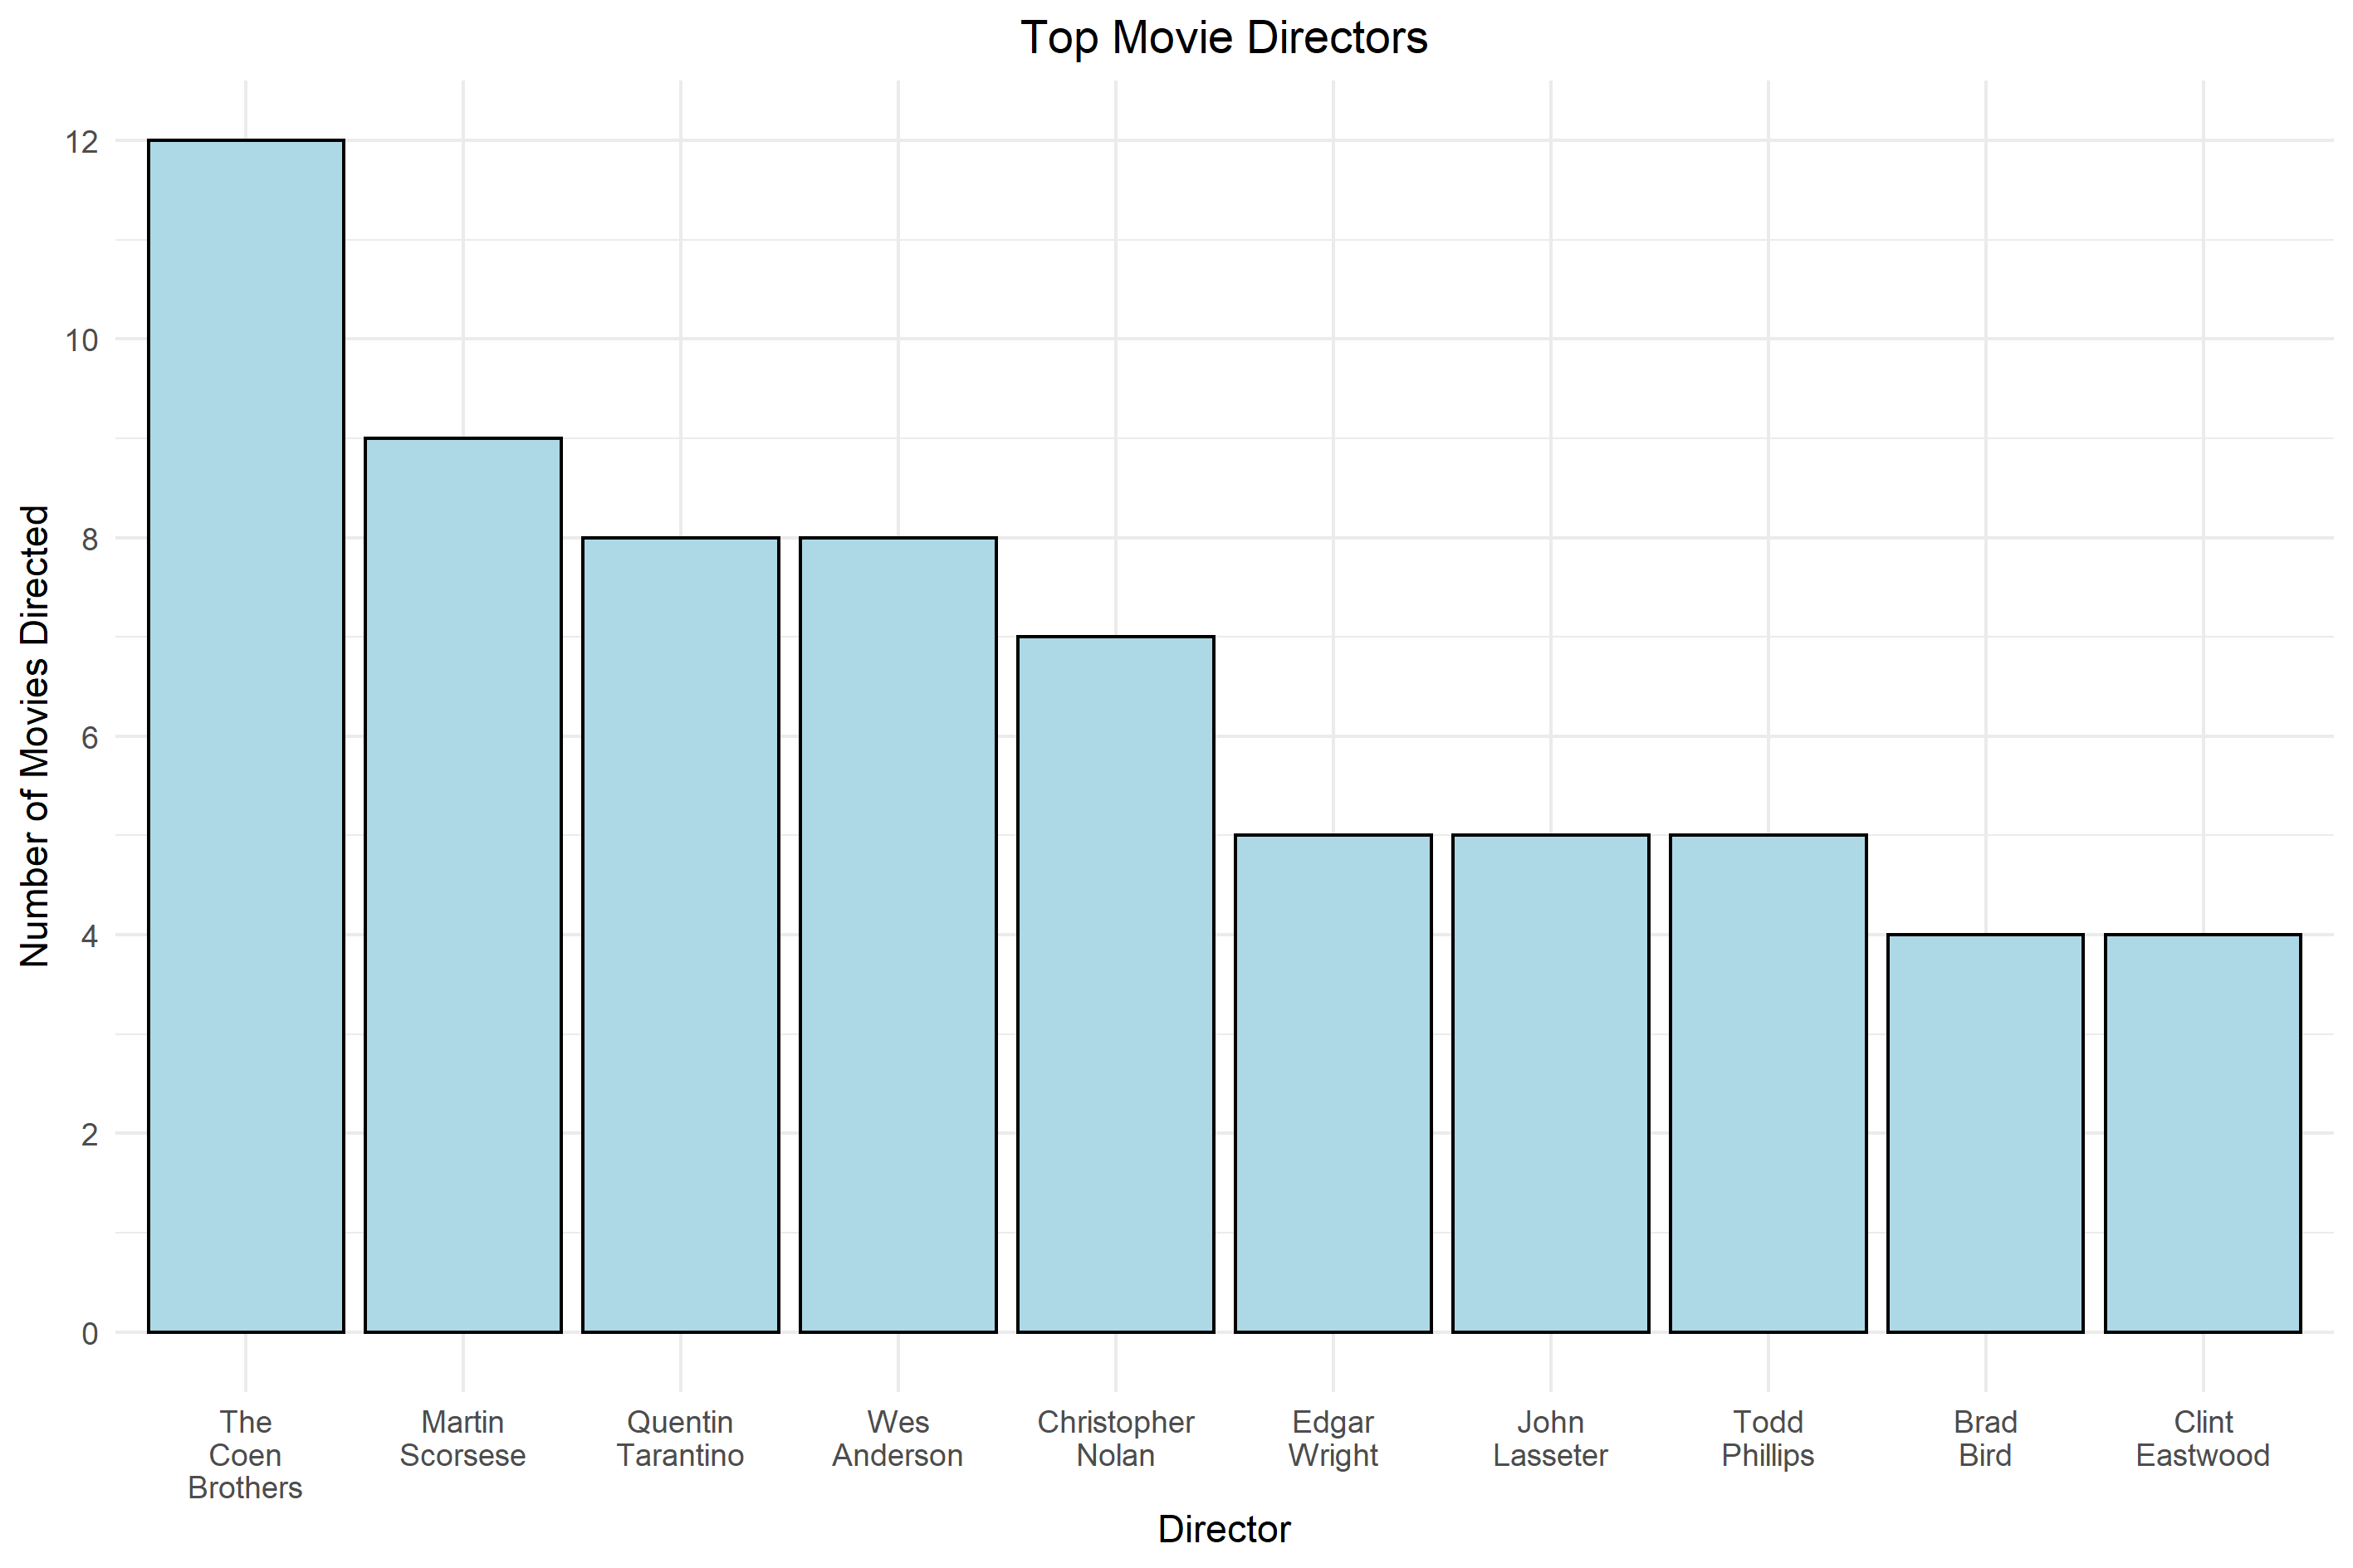 Top Movie Directors
Number of Movies Directed
12
10
8
6
4
2
0
The
Coen
Brothers
Martin
Scorsese
Quentin
Tarantino
Wes
Anderson
Christopher
Nolan
Edgar
Wright
John
Lasseter
Todd
Phillips
Brad
Bird
Clint
Eastwood
Director